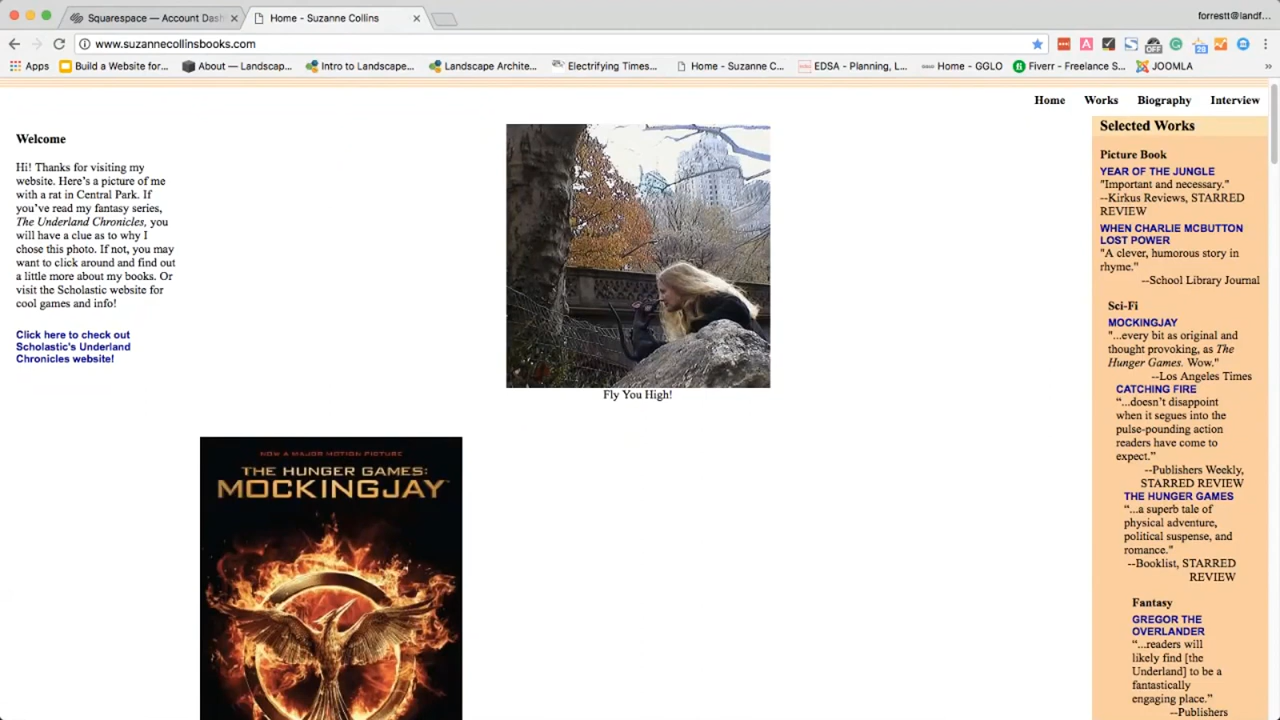 Squarespace — Account Dash
Home - Suzanne Collins
forrestt@landf...
www.suzannecollinsbooks.com
OFF
29
Apps
Build a Website for...
About — Landscap...
Intro to Landscape...
Landscape Archite...
Electrifying Times...
Home - Suzanne C...
EDSA - Planning, L...
Home - GGLO
Fiverr - Freelance S...
JOOMLA
»
Home
Works
Biography
Interview
Welcome
Hi! Thanks for visiting my
website. Here's a picture of me
with a rat in Central Park. If
you've read my fantasy series,
The Underland Chronicles, you
will have a clue as to why I
chose this photo. If not, you may
want to click around and find out
a little more about my books. Or
visit the Scholastic website for
cool games and info!
Click here to check out
Scholastic's Underland
Chronicles website!
Fly You High!
NOW A MAJOR MOTION PICTURE
THE HUNGER GAMES:
MOCKINGJAY
Selected Works
Picture Book
YEAR OF THE JUNGLE
"Important and necessary."
--Kirkus Reviews, STARRED
REVIEW
WHEN CHARLIE MCBUTTON
LOST POWER
"A clever, humorous story in
rhyme."
--School Library Journal
Sci-Fi
MOCKINGJAY
"...every bit as original and
thought provoking, as The
Hunger Games. Wow."
--Los Angeles Times
CATCHING FIRE
“...doesn’t disappoint
when it segues into the
pulse-pounding action
readers have come to
expect.”
--Publishers Weekly,
STARRED REVIEW
THE HUNGER GAMES
“...a superb tale of
physical adventure,
political suspense, and
romance."
--Booklist, STARRED
REVIEW
Fantasy
GREGOR THE
OVERLANDER
“...readers will
likely find [the
Underland] to be a
fantastically
engaging place.”
--Publishers